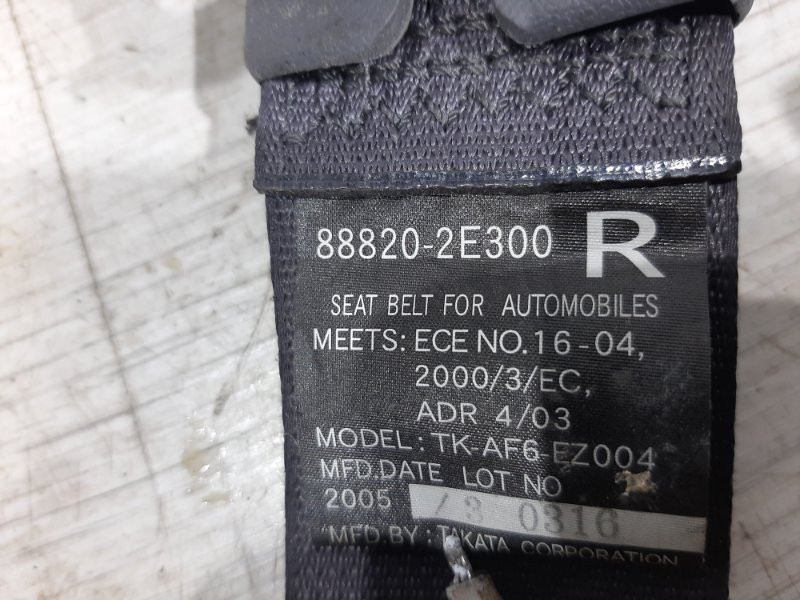 88820-2E300 R
SEAT BELT FOR AUTOMOBILES
MEETS: ECE NO.16-04,
2000/3/EC,
ADR 4/03
MODEL: TK-AF6-EZ004
MFD.DATE LOT NO
2005 /3 0316
MFD.BY: TAKATA CORPORATION